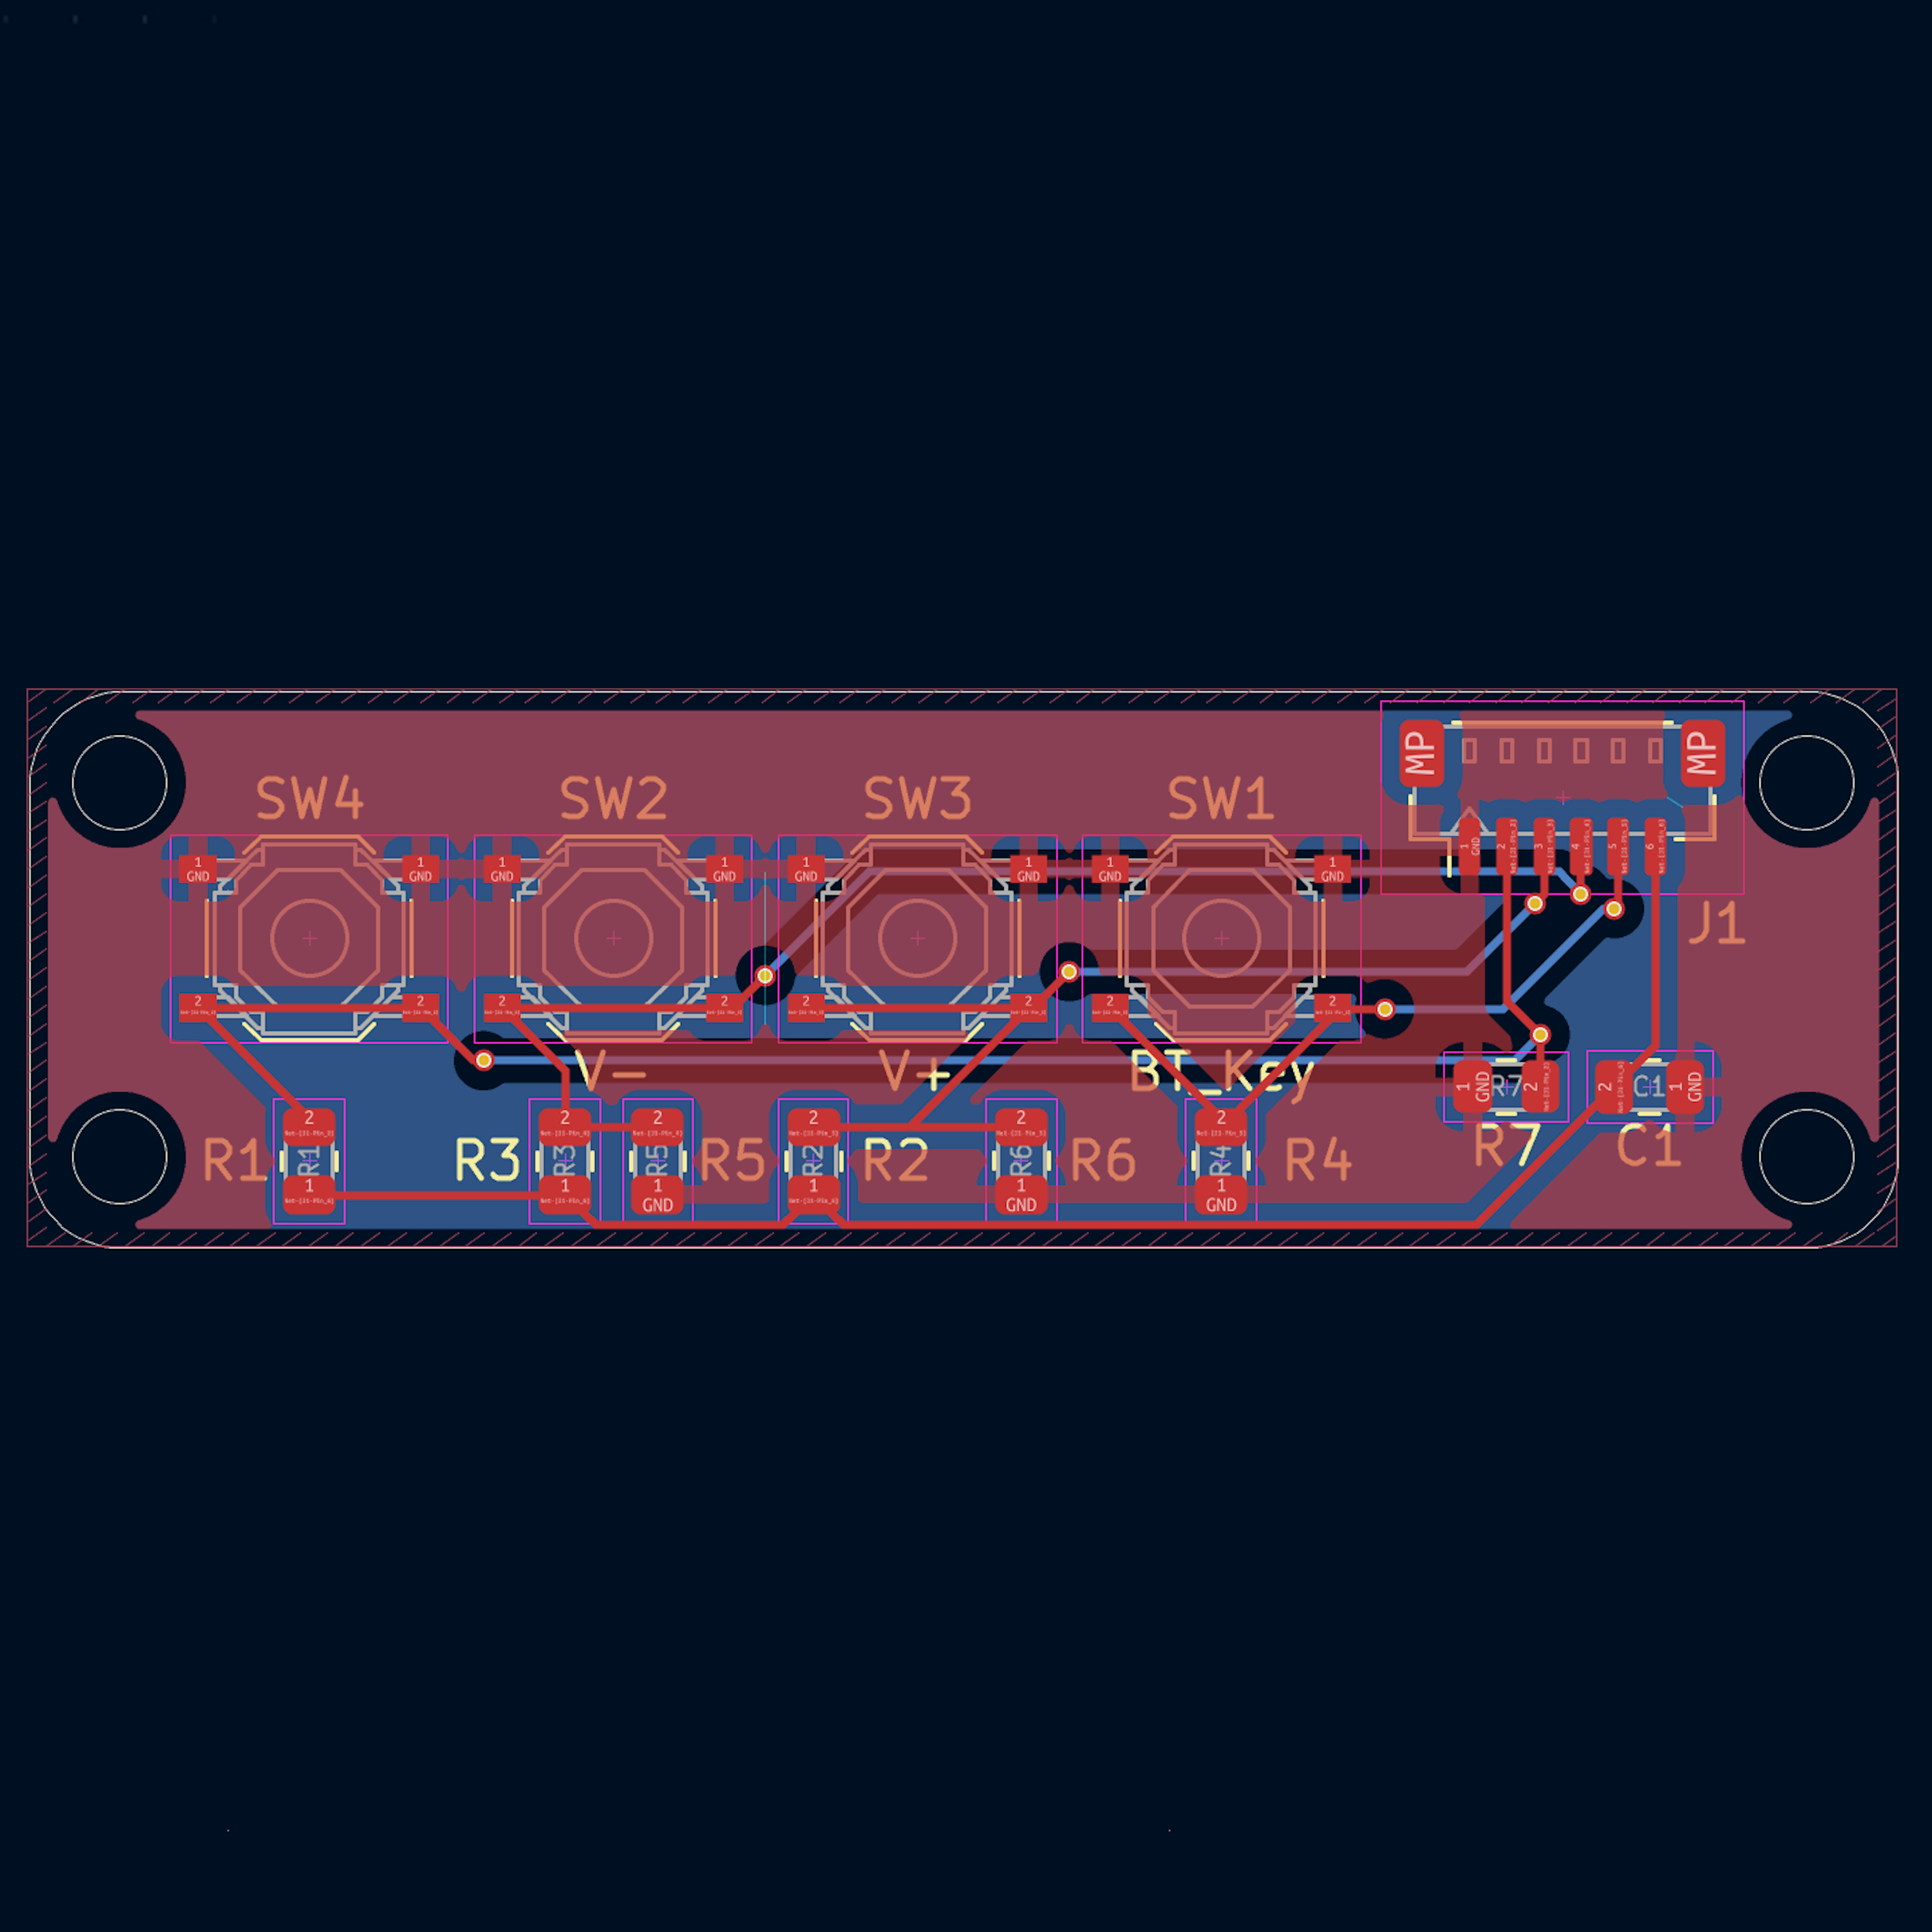 MP MP
SW4 SW2 SW3 SW1
1 GND 1 GND 1 GND 1 GND 1 GND 1 GND 1 GND 1 GND
1 GND 2 3 4 5 6
J1
2 2 2 2 2 2 2 2
V- V+ BT_Key
1 GND R7 2 2 C1 1 GND
R7 C1
2 2 2 2 2 2
R1 R1 R3 R3 R5 R5 R2 R2 R6 R6 R4 R4
1 1 1 1 1 1
GND GND GND